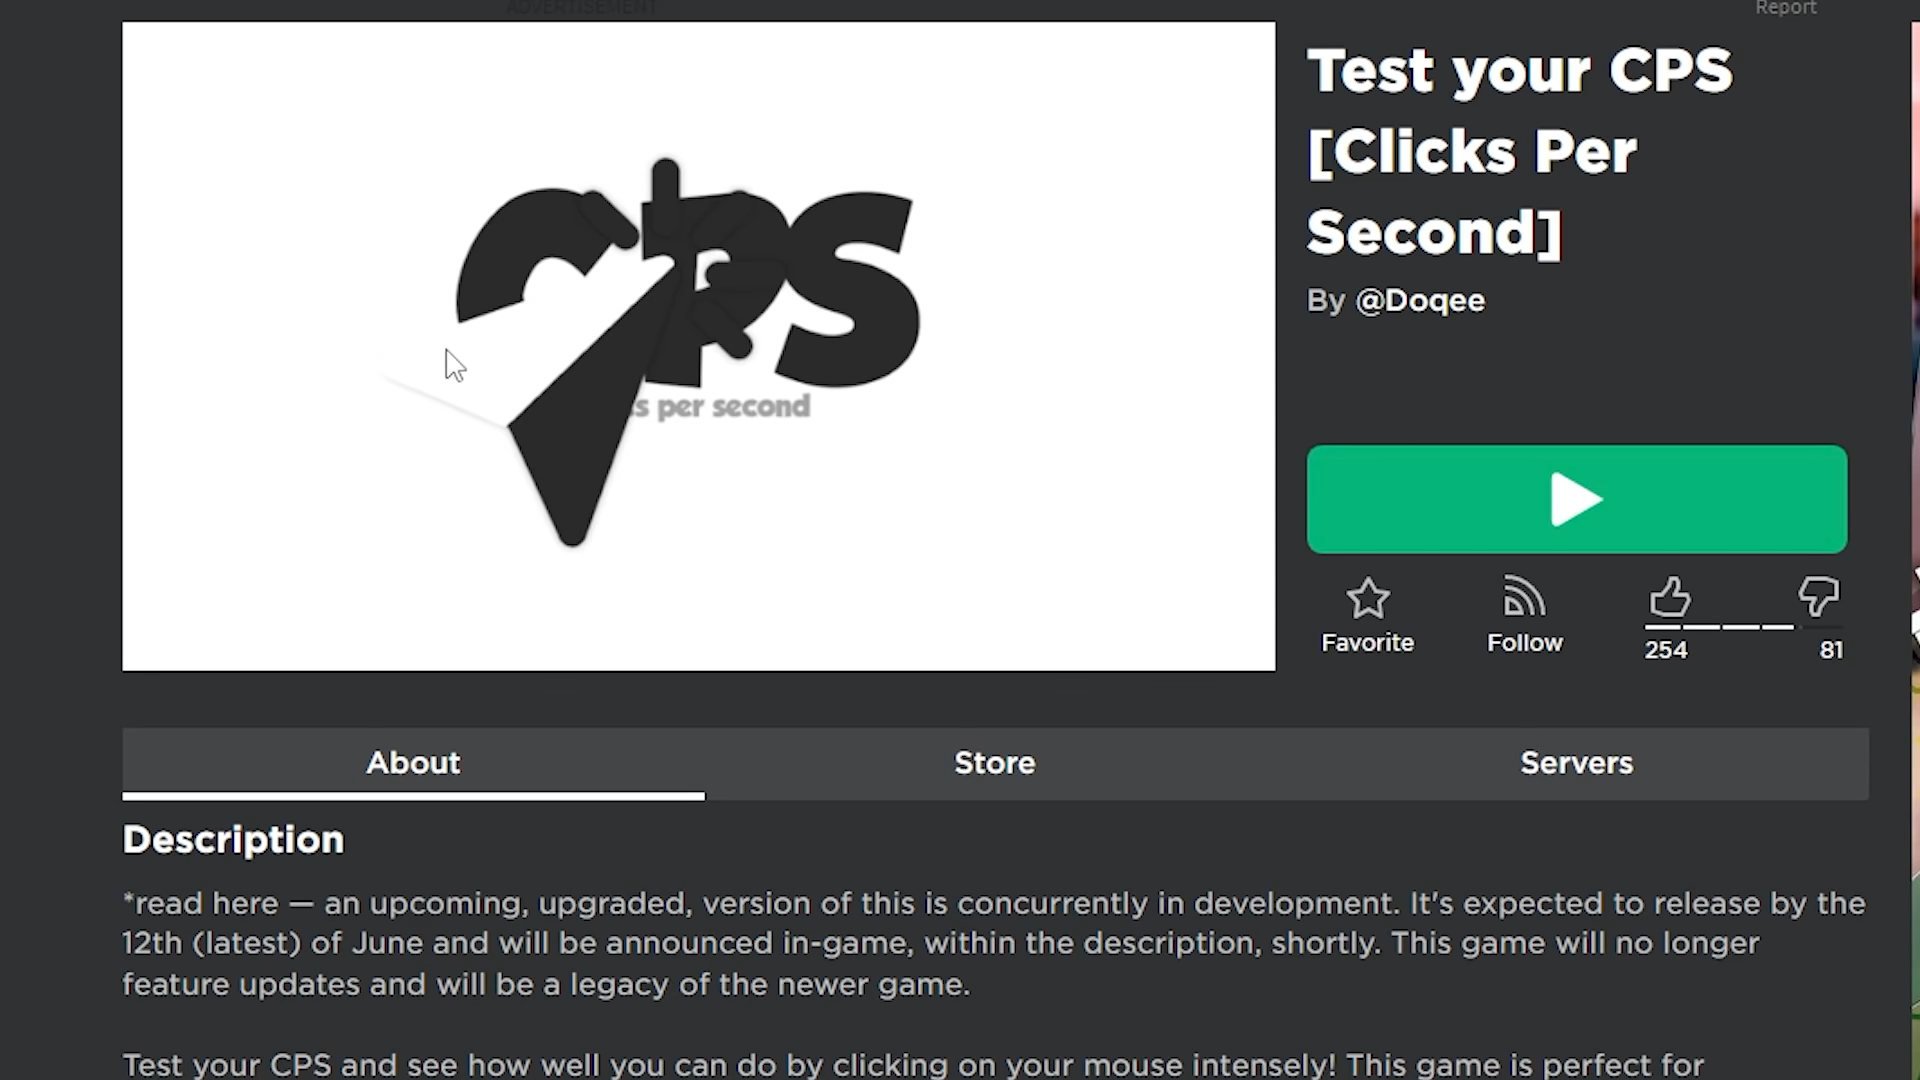 ADVERTISEMENT
Report
CPS
s per second
Test your CPS
[Clicks Per
Second]
By @Doqee
Favorite
Follow
254
81
About
Store
Servers
Description
*read here — an upcoming, upgraded, version of this is concurrently in development. It's expected to release by the
12th (latest) of June and will be announced in-game, within the description, shortly. This game will no longer
feature updates and will be a legacy of the newer game.
Test your CPS and see how well you can do by clicking on your mouse intensely! This game is perfect for